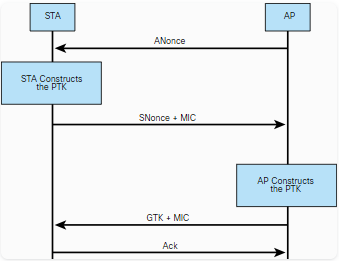 STA
AP
ANonce
STA Constructs
the PTK
SNonce + MIC
AP Constructs
the PTK
GTK + MIC
Ack